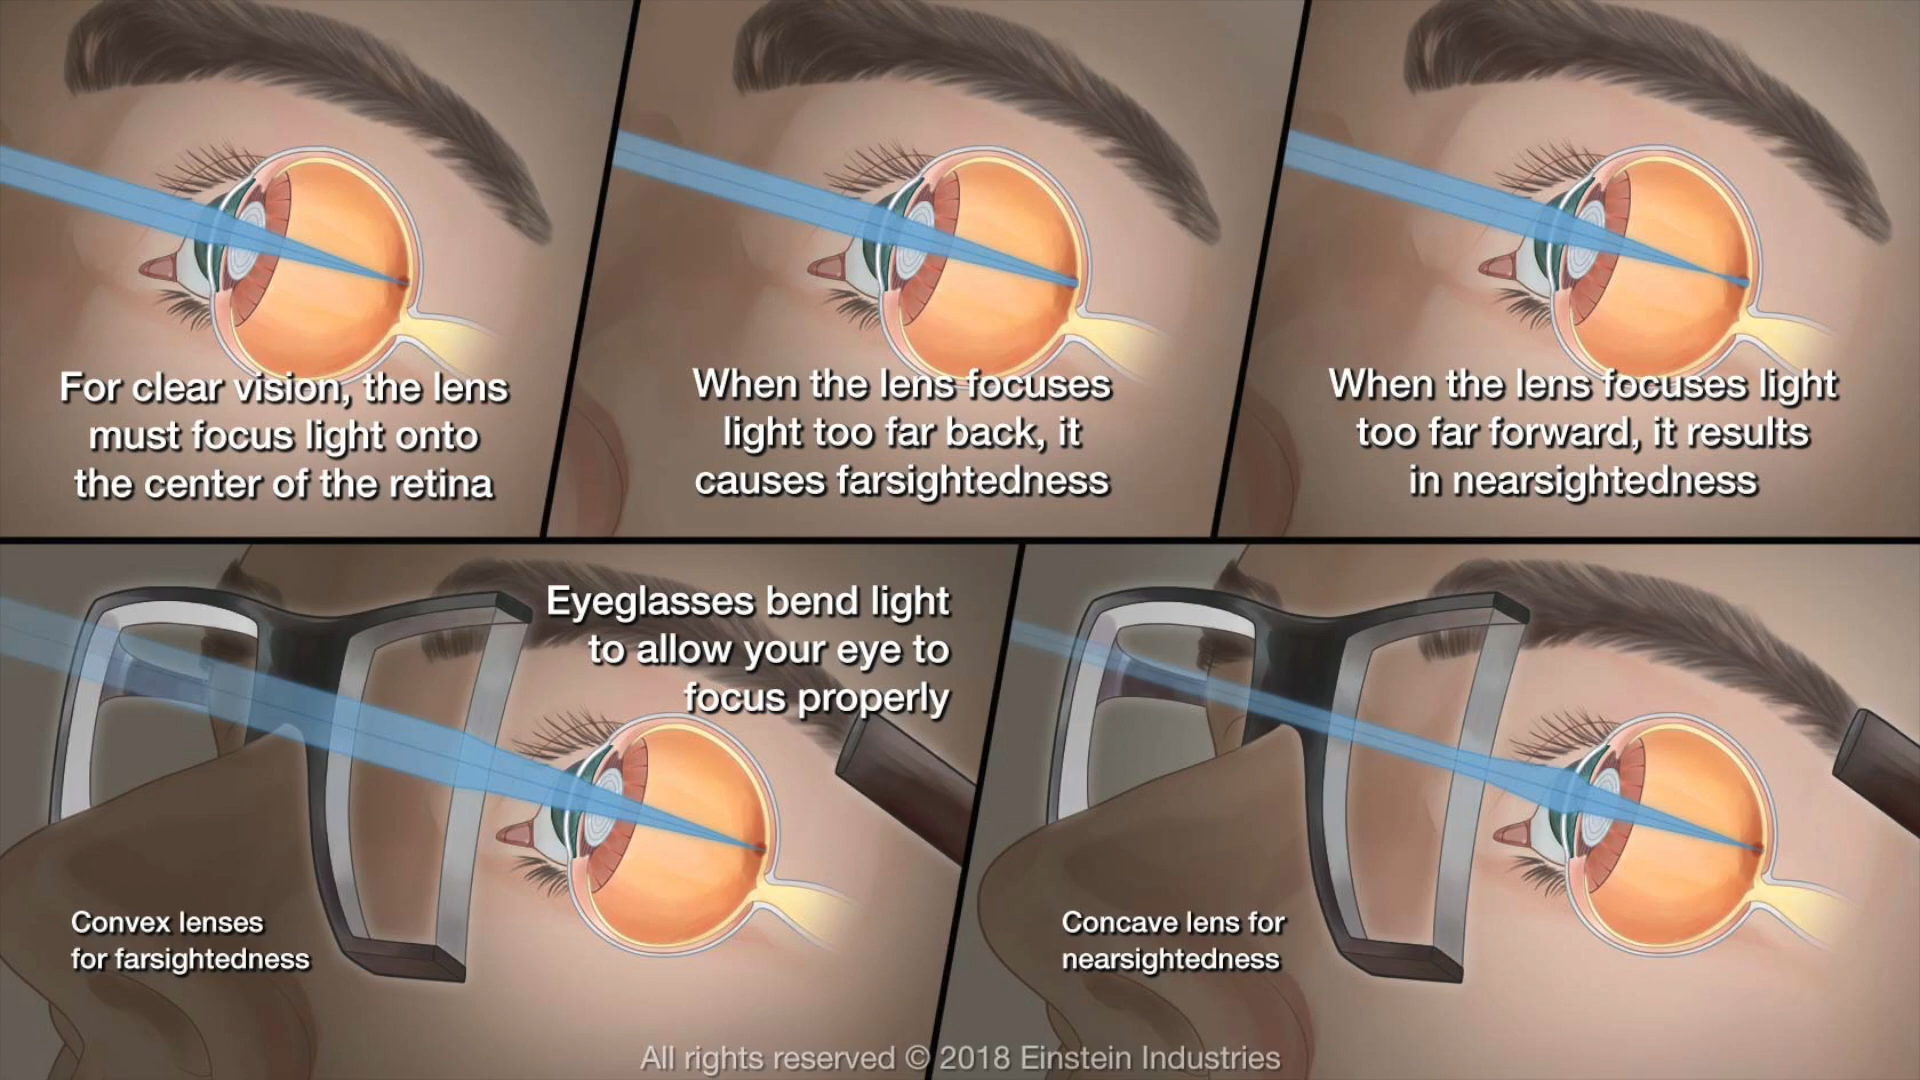 For clear vision, the lens
must focus light onto
the center of the retina
When the lens focuses
light too far back, it
causes farsightedness
When the lens focuses light
too far forward, it results
in nearsightedness
Eyeglasses bend light
to allow your eye to
focus properly
Convex lenses
for farsightedness
Concave lens for
nearsightedness
All rights reserved © 2018 Einstein Industries